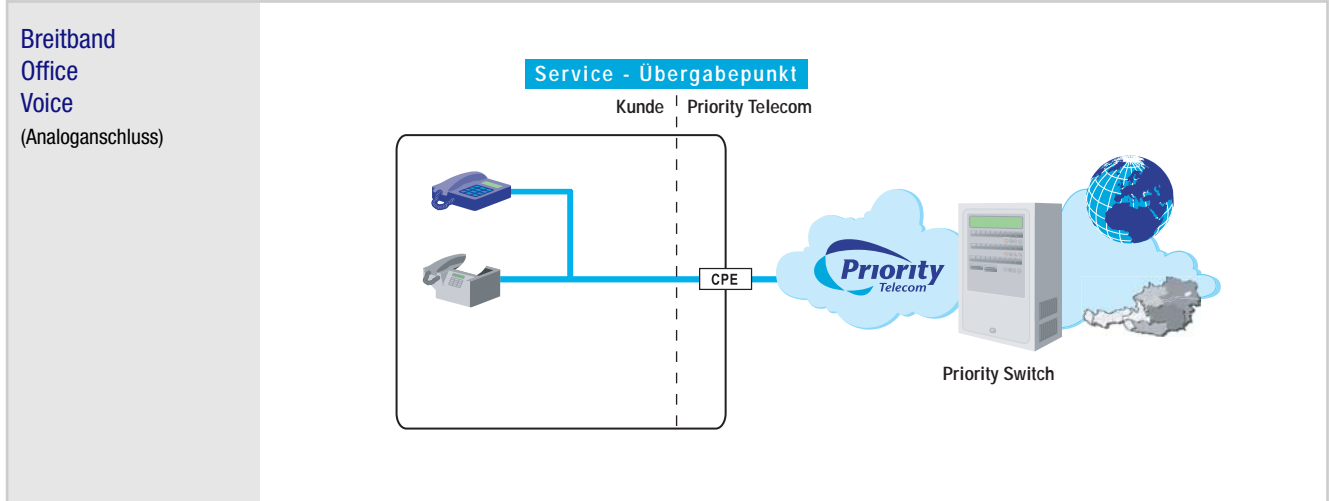 Breitband
Office
Voice
(Analoganschluss)
Service - Übergabepunkt
Kunde
Priority Telecom
CPE
Priority
Telecom
Priority Switch